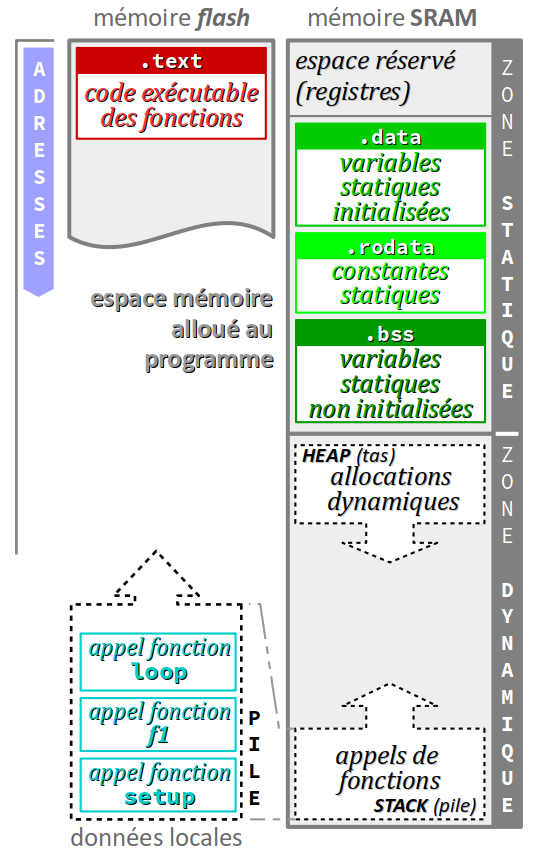 mémoire flash
ADRESSES
.text
code exécutable
des fonctions
espace mémoire
alloué au
programme
mémoire SRAM
espace réservé
(registres)
.data
variables
statiques
initialisées
.rodata
constantes
statiques
.bss
variables
statiques
non initialisées
ZONE STATIQUE
HEAP (tas)
allocations
dynamiques
ZONE DYNAMIQUE
appels de
fonctions
STACK (pile)
appel fonction
loop
appel fonction
f1
appel fonction
setup
PILE
données locales